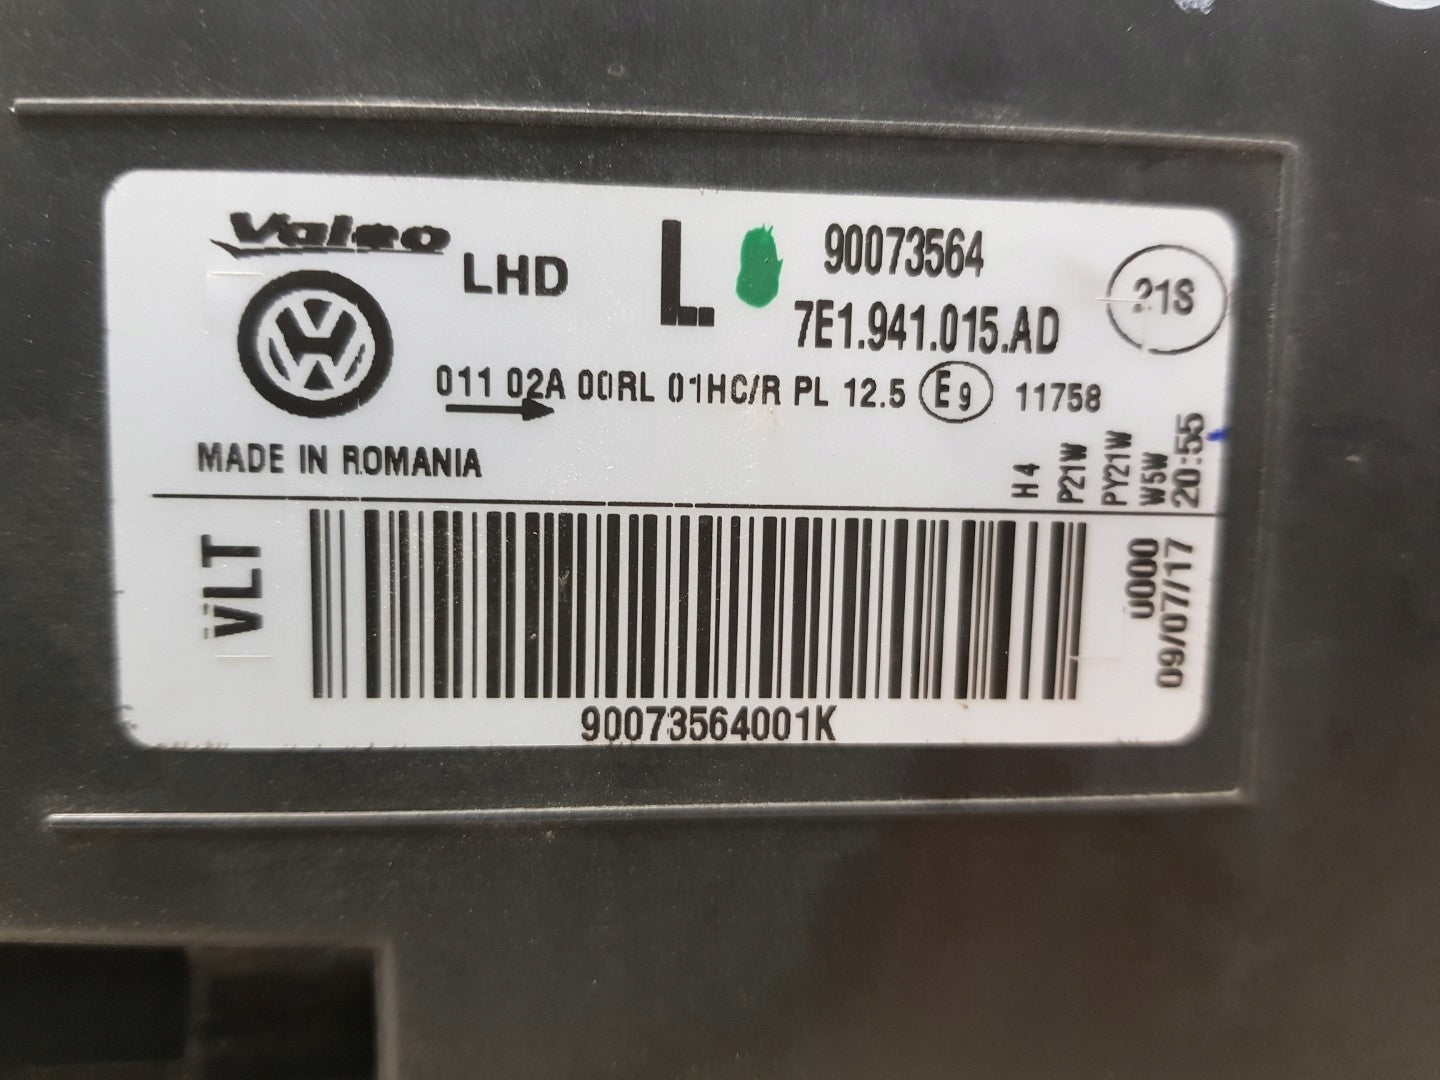 Valeo
LHD
L
90073564
7E1.941.015.AD
21S
011 02A 00RL 01HC/R PL 12.5 E9 11758
MADE IN ROMANIA
H4
P21W
PY21W
W5W
20:55
VLT
0000
09/07/17
90073564001K